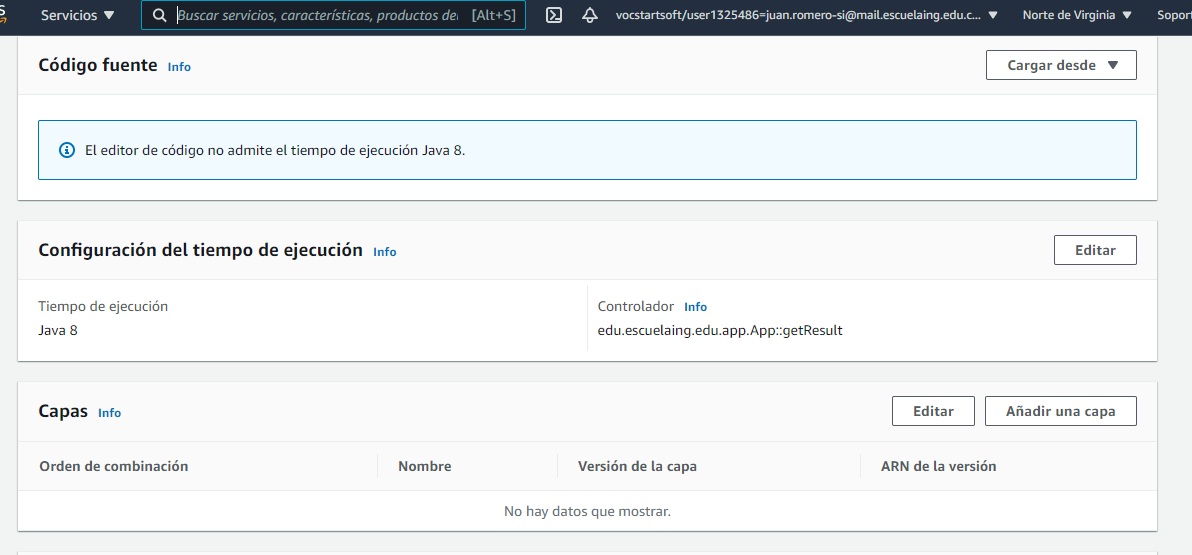 Servicios
Buscar servicios, características, productos de
[Alt+S]
vocstartsoft/user1325486=juan.romero-si@mail.escuelaing.edu.c...
Norte de Virginia
Código fuente Info
Cargar desde
El editor de código no admite el tiempo de ejecución Java 8.
Configuración del tiempo de ejecución Info
Editar
Tiempo de ejecución
Java 8
Controlador Info
edu.escuelaing.edu.app.App::getResult
Capas Info
Editar
Añadir una capa
Orden de combinación
Nombre
Versión de la capa
ARN de la versión
No hay datos que mostrar.